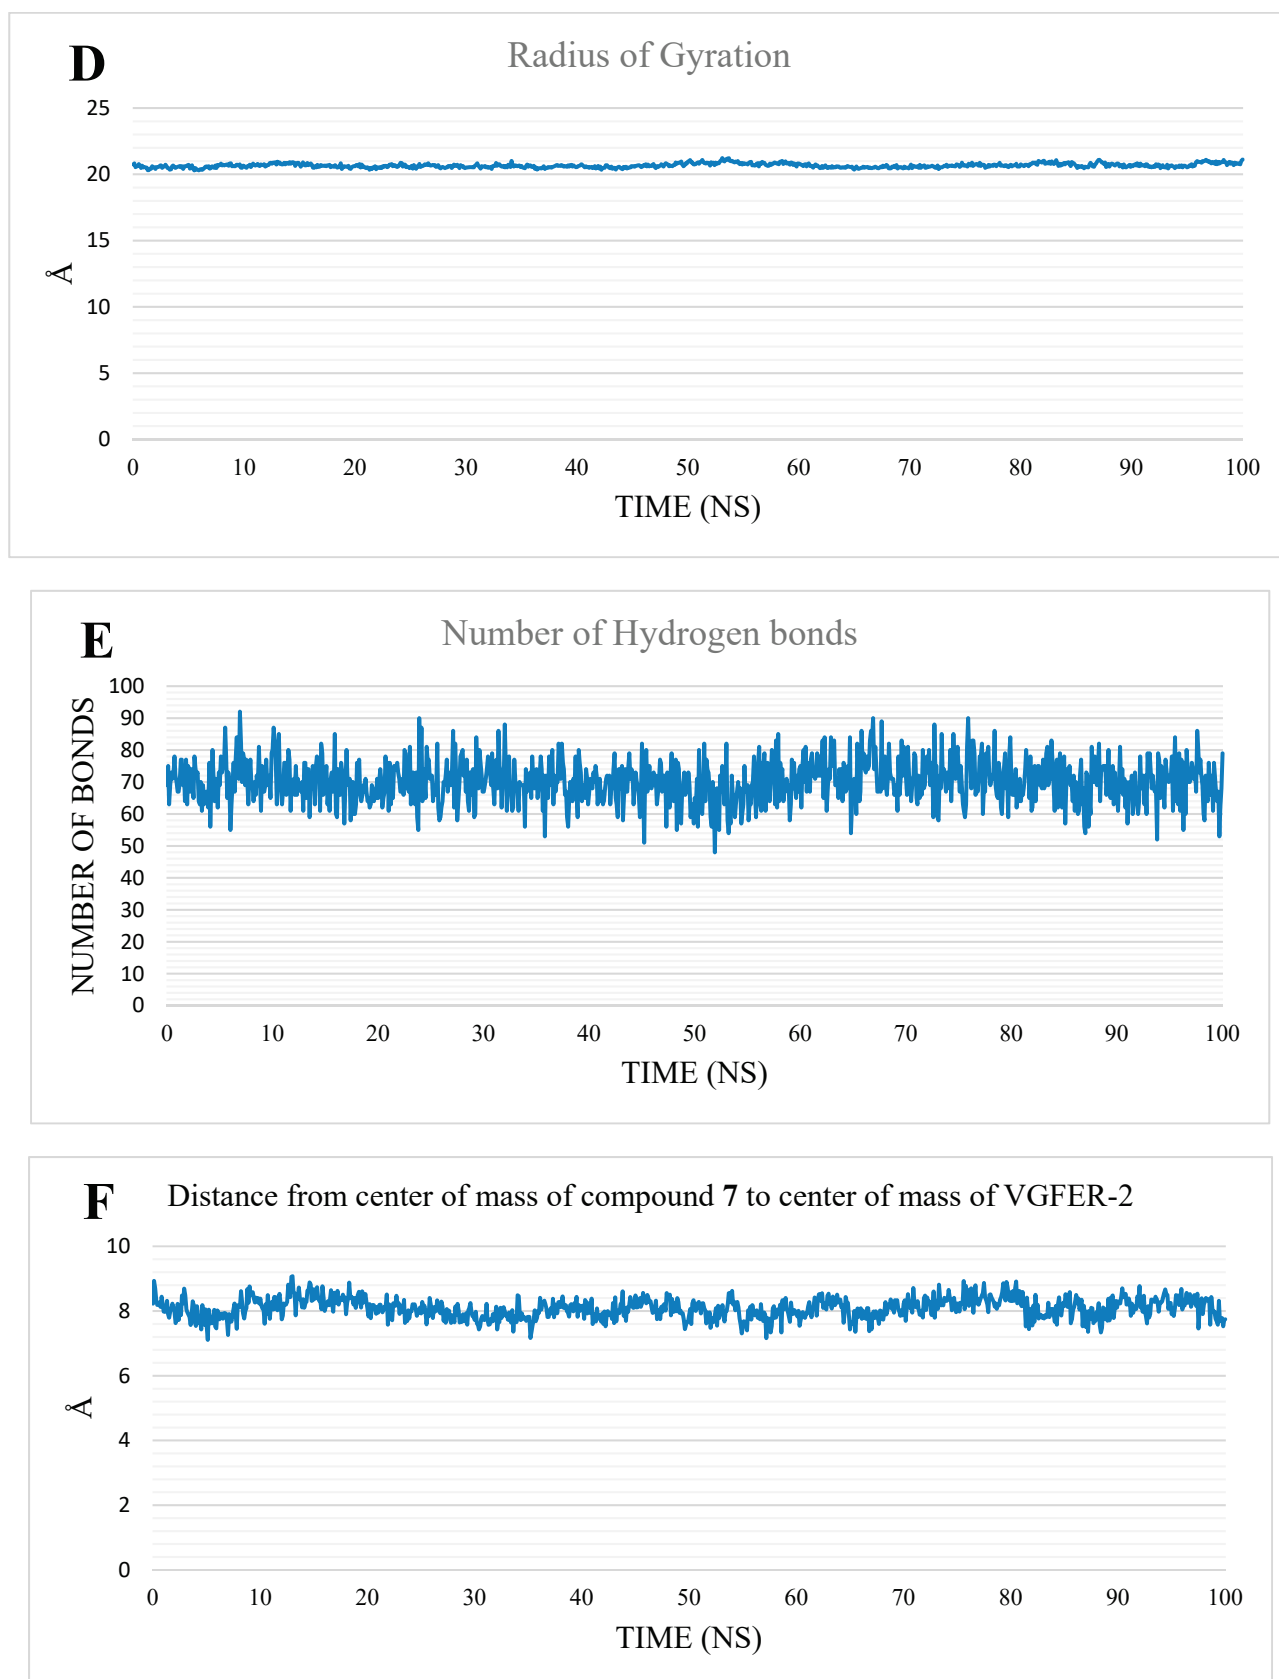 D
Radius of Gyration
25
20
15
10
5
0
Å
0 10 20 30 40 50 60 70 80 90 100
TIME (NS)
E
Number of Hydrogen bonds
100
90
80
70
60
50
40
30
20
10
0
NUMBER OF BONDS
0 10 20 30 40 50 60 70 80 90 100
TIME (NS)
F
Distance from center of mass of compound 7 to center of mass of VGFER-2
10
8
6
4
2
0
Å
0 10 20 30 40 50 60 70 80 90 100
TIME (NS)